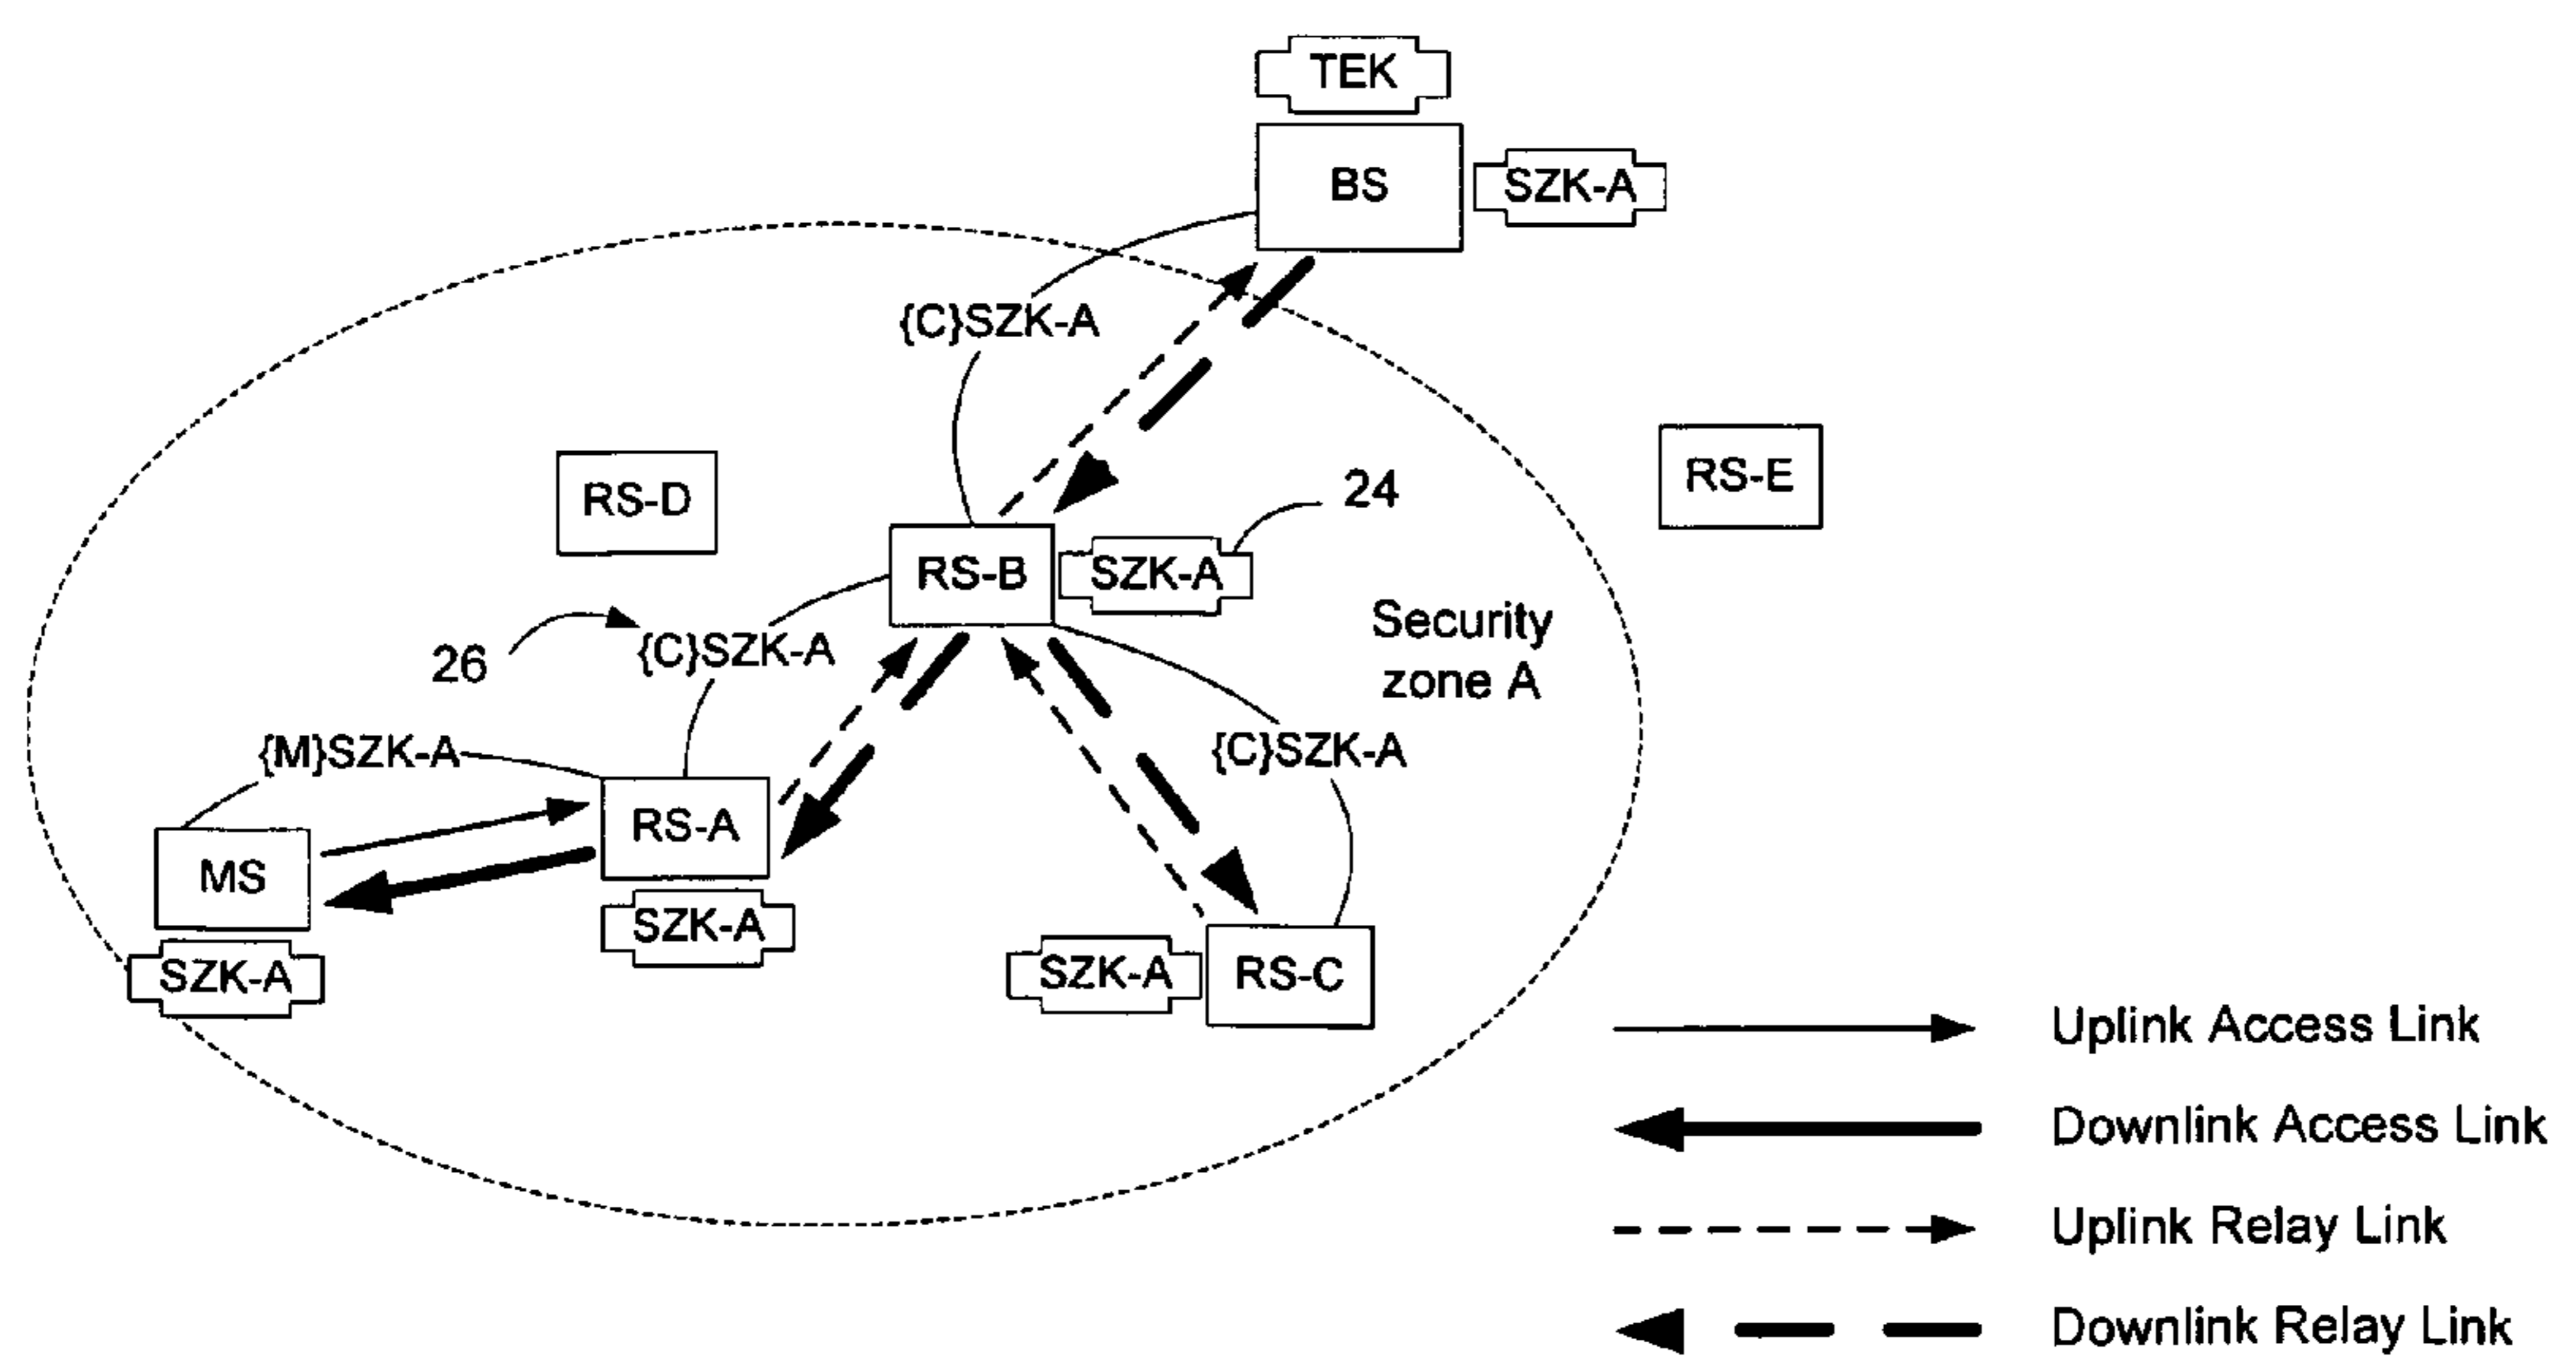 TEK
BS
SZK-A
{C}SZK-A
RS-E
RS-D
24
RS-B
SZK-A
Security
zone A
26
{C}SZK-A
{M}SZK-A
{C}SZK-A
RS-A
MS
SZK-A
SZK-A
SZK-A
RS-C
Uplink Access Link
Downlink Access Link
Uplink Relay Link
Downlink Relay Link